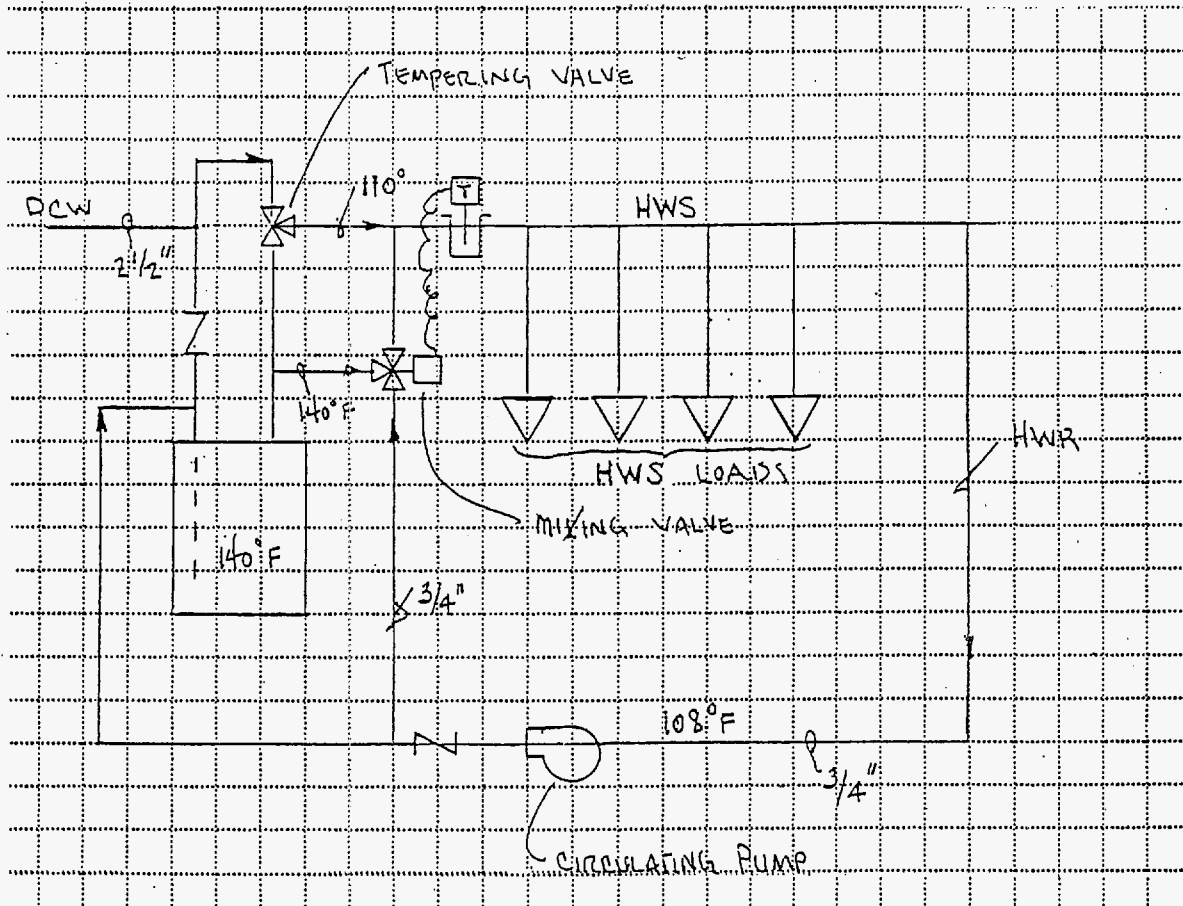 TEMPERING VALVE
110°
T
DCW
HWS
2 1/2"
140°F
HWR
HWS LOADS
MIXING VALVE
140°F
3/4"
108°F
3/4"
CIRCULATING PUMP